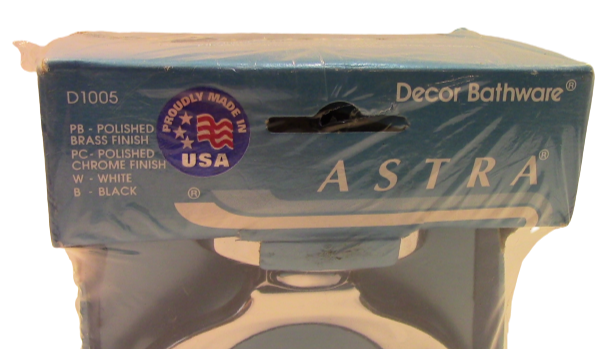 D1005
PB - POLISHED
BRASS FINISH
PC - POLISHED
CHROME FINISH
W - WHITE
B - BLACK
PROUDLY MADE IN
USA
Decor Bathware®
ASTRA®
®